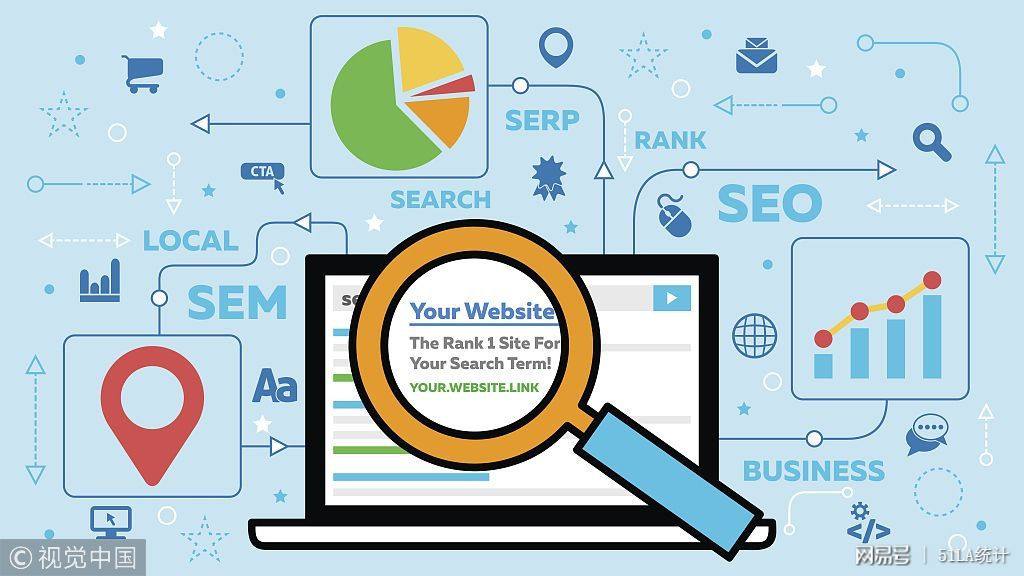 SERP
RANK
CTA
SEARCH
SEO
LOCAL
SEM
se
Your Website
The Rank 1 Site For
Your Search Term!
YOUR.WEBSITE.LINK
Aa
BUSINESS
</>
© 视觉中国
网易号 | 51LA统计